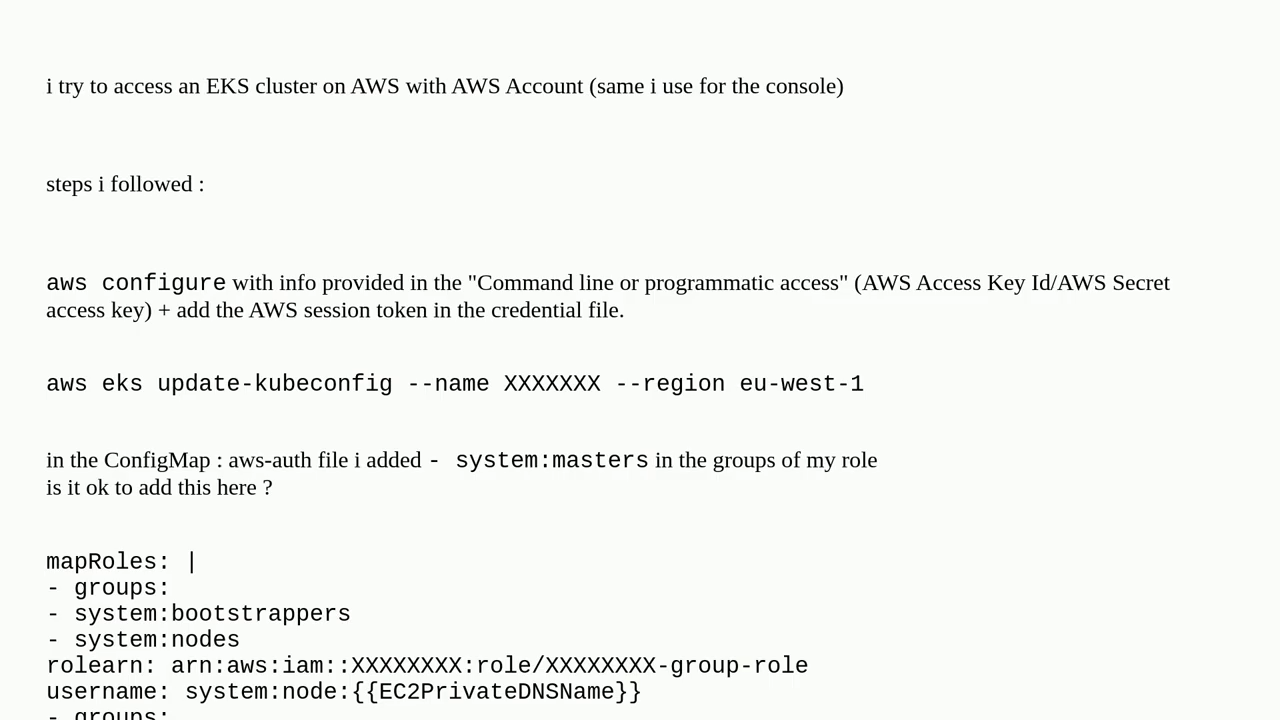 i try to access an EKS cluster on AWS with AWS Account (same i use for the console)
steps i followed :
aws configure with info provided in the "Command line or programmatic access" (AWS Access Key Id/AWS Secret
access key) + add the AWS session token in the credential file.
aws eks update-kubeconfig --name XXXXXXX --region eu-west-1
in the ConfigMap : aws-auth file i added - system:masters in the groups of my role
is it ok to add this here ?
mapRoles: |
- groups:
- system:bootstrappers
- system:nodes
rolearn: arn:aws:iam::XXXXXXXX:role/XXXXXXXX-group-role
username: system:node:{{EC2PrivateDNSName}}
- groups: